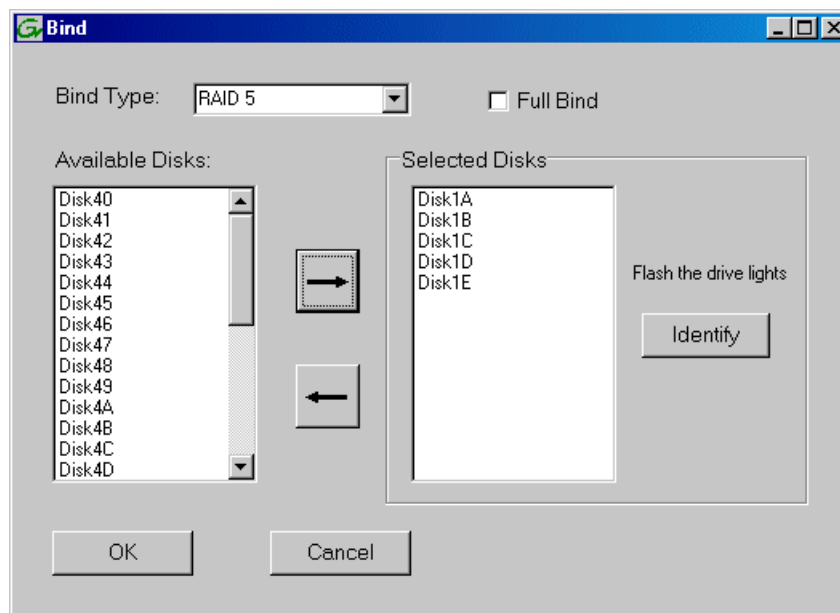 Bind
Bind Type: RAID 5 Full Bind
Available Disks:
Disk40
Disk41
Disk42
Disk43
Disk44
Disk45
Disk46
Disk47
Disk48
Disk49
Disk4A
Disk4B
Disk4C
Disk4D
Selected Disks
Disk1A
Disk1B
Disk1C
Disk1D
Disk1E
Flash the drive lights
Identify
OK Cancel